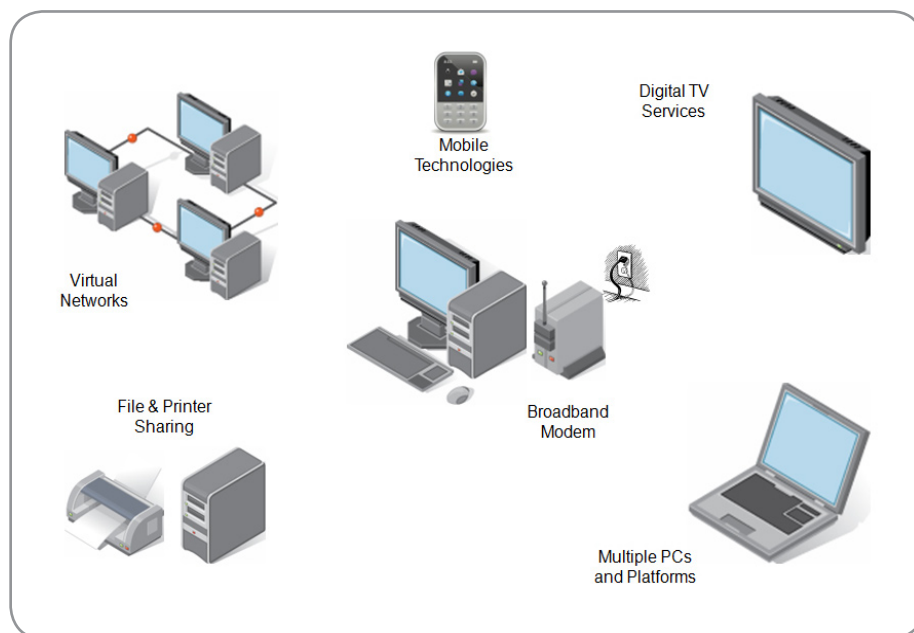 Mobile
Technologies
Digital TV
Services
Virtual
Networks
File & Printer
Sharing
Broadband
Modem
Multiple PCs
and Platforms